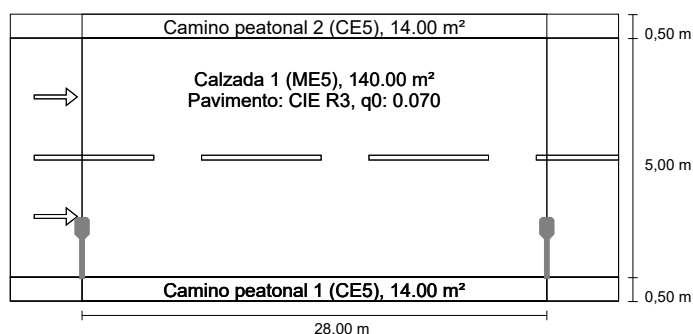 Camino peatonal 2 (CE5), 14.00 m²
0,50 m
Calzada 1 (ME5), 140.00 m²
Pavimento: CIE R3, q0: 0.070
5,00 m
Camino peatonal 1 (CE5), 14.00 m²
0,50 m
28.00 m